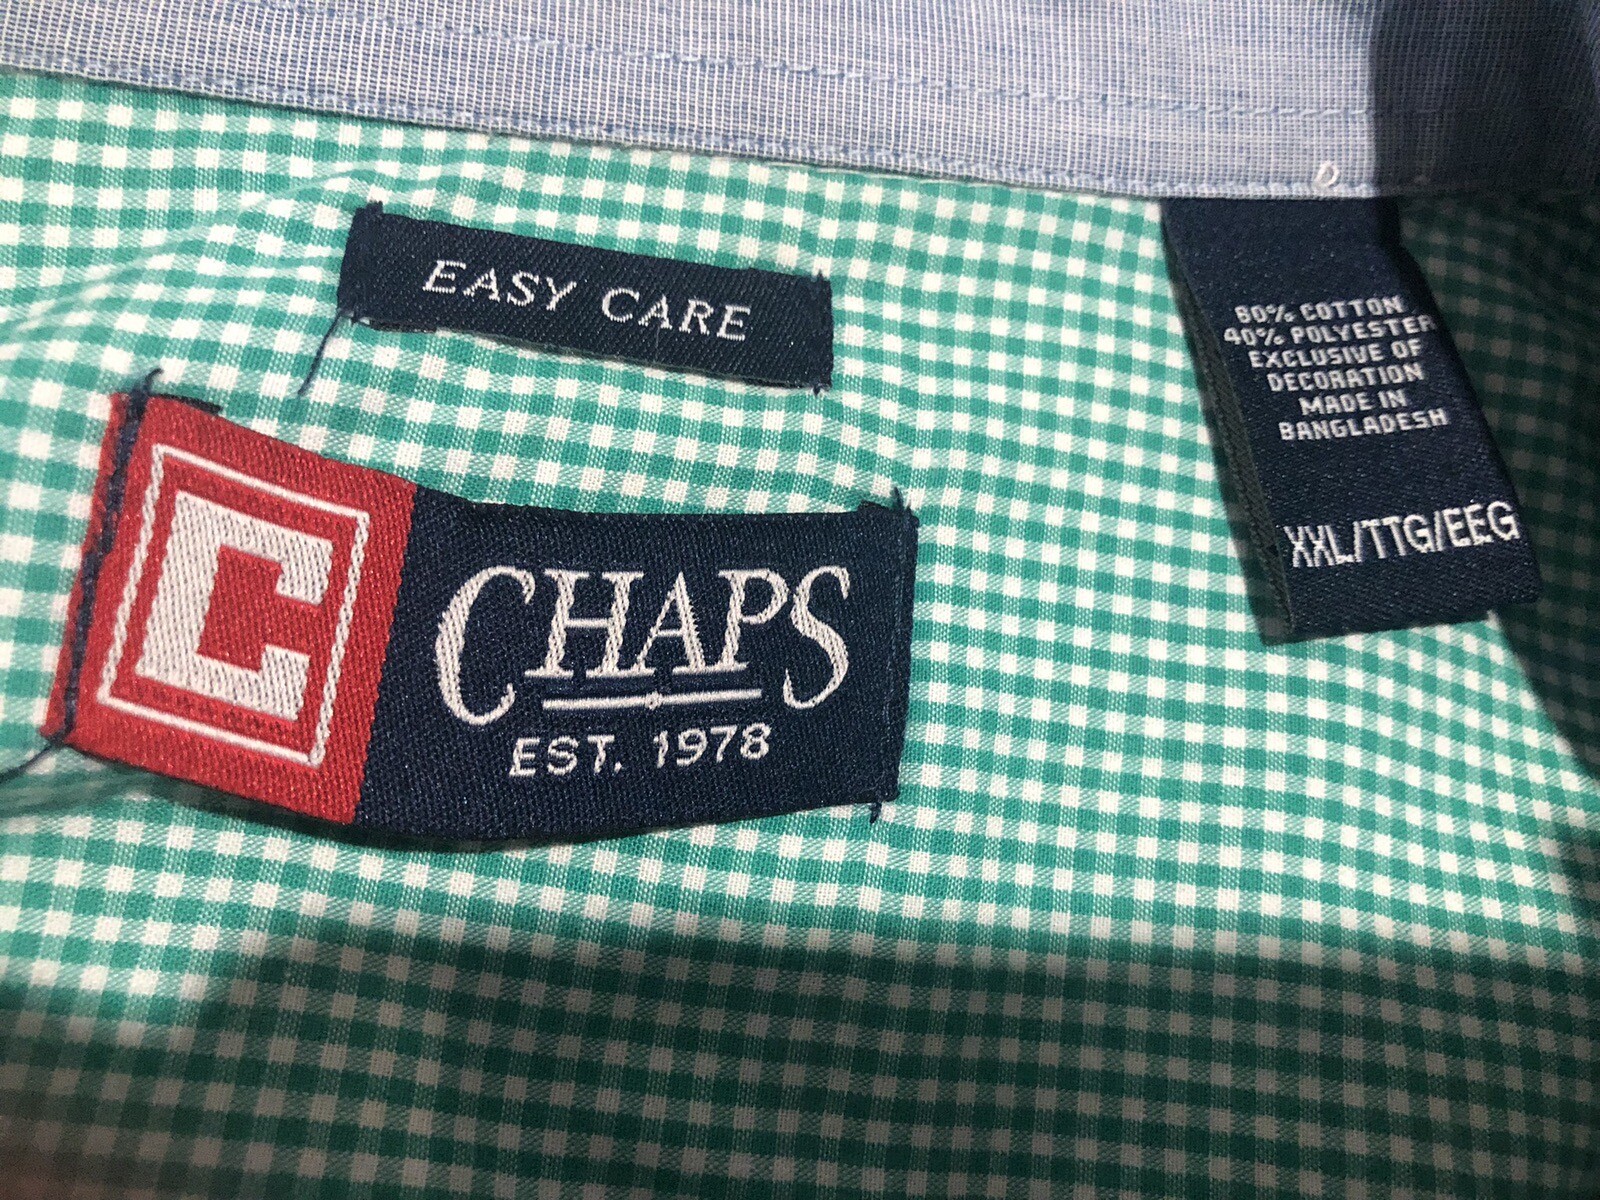 EASY CARE
C
CHAPS
EST. 1978
60% COTTON
40% POLYESTER
EXCLUSIVE OF
DECORATION
MADE IN
BANGLADESH
XXL/TTG/EEG